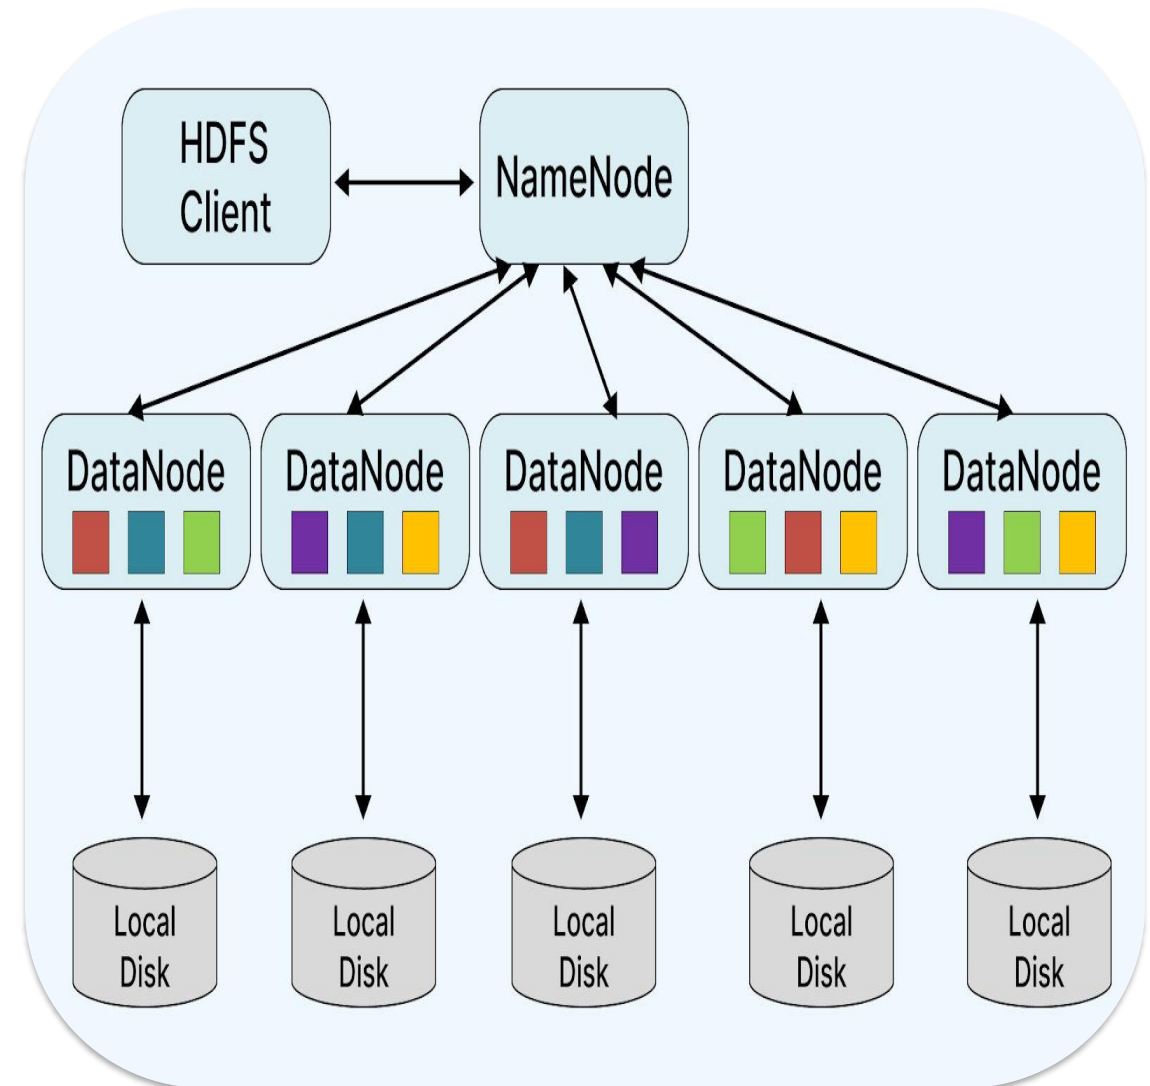 HDFS
Client
NameNode
DataNode
DataNode
DataNode
DataNode
DataNode
Local
Disk
Local
Disk
Local
Disk
Local
Disk
Local
Disk